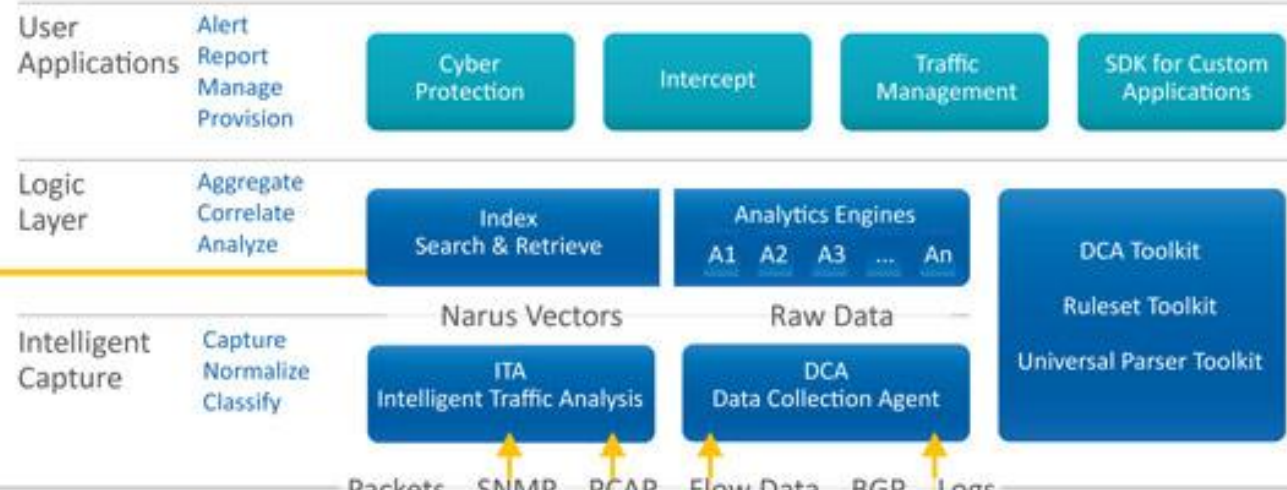 User
Applications
Alert
Report
Manage
Provision
Cyber
Protection
Intercept
Traffic
Management
SDK for Custom
Applications
Logic
Layer
Aggregate
Correlate
Analyze
Index
Search & Retrieve
Analytics Engines
A1 A2 A3 ... An
DCA Toolkit
Ruleset Toolkit
Universal Parser Toolkit
Narus Vectors
Raw Data
Intelligent
Capture
Capture
Normalize
Classify
ITA
Intelligent Traffic Analysis
DCA
Data Collection Agent
Packets SNMP PCAP Flow Data BGP Logs